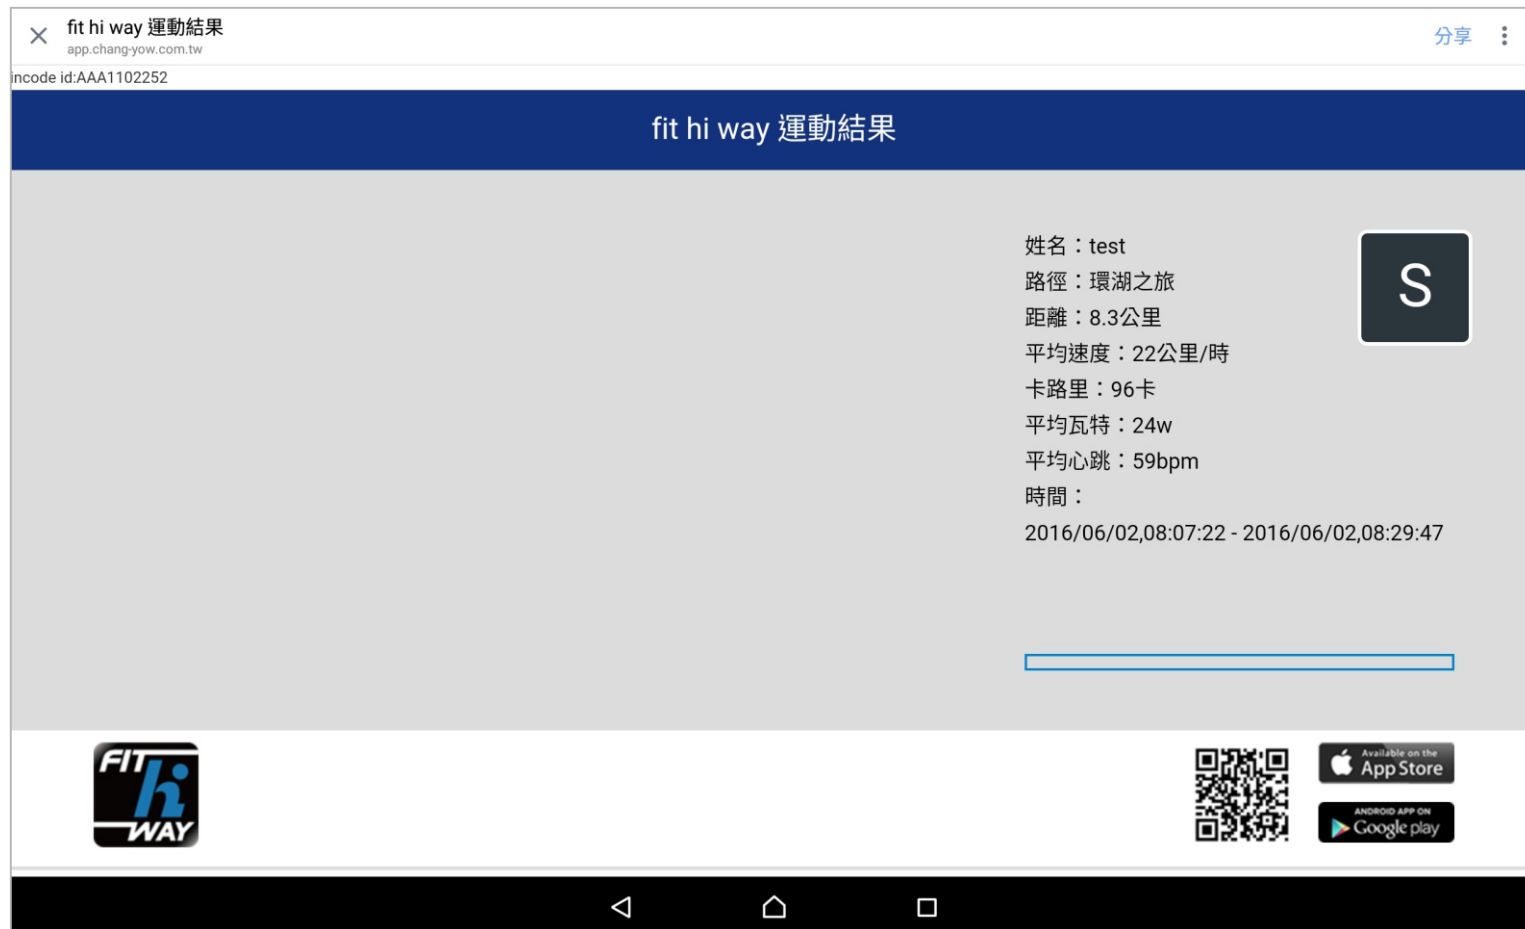 fit hi way 運動結果
app.chang-yow.com.tw
分享
incode id:AAA1102252
fit hi way 運動結果
姓名：test
S
路徑：環湖之旅
距離：8.3公里
平均速度：22公里/時
卡路里：96卡
平均瓦特：24w
平均心跳：59bpm
時間：
2016/06/02,08:07:22 - 2016/06/02,08:29:47
FIT
hi
WAY
Available on the
App Store
ANDROID APP ON
Google play